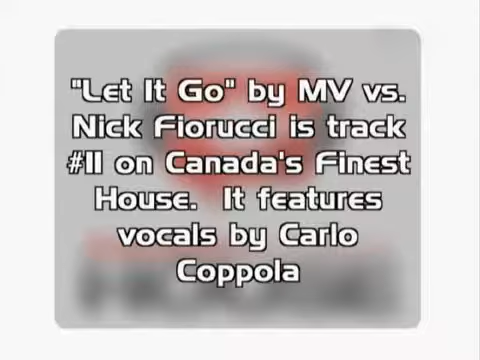 "Let It Go" by MV vs.
Nick Fiorucci is track
#11 on Canada's Finest
House. It features
vocals by Carlo
Coppola